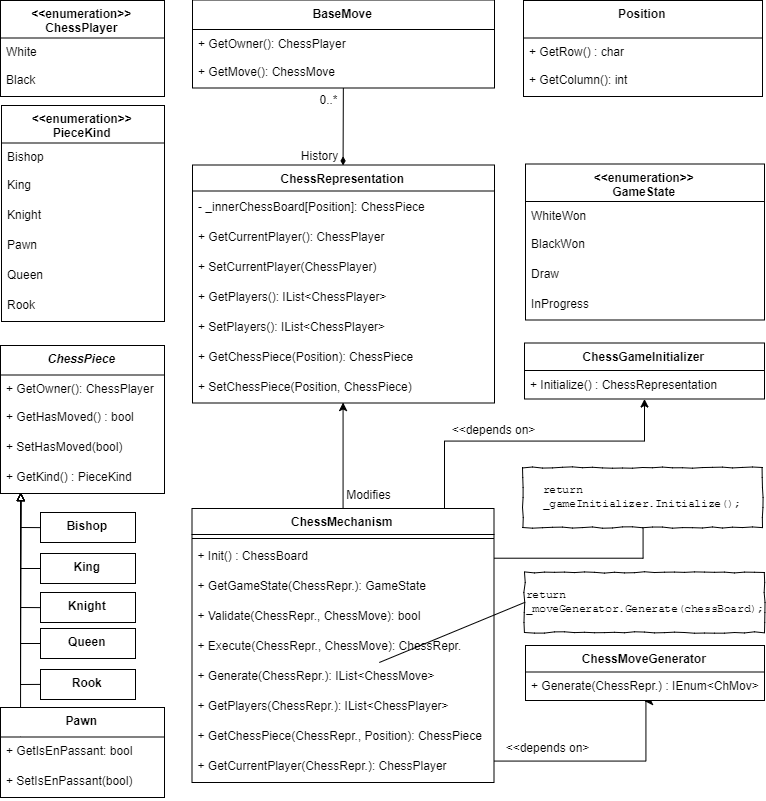 <<enumeration>>
ChessPlayer
White
Black
BaseMove
+ GetOwner(): ChessPlayer
+ GetMove(): ChessMove
Position
+ GetRow() : char
+ GetColumn(): int
<<enumeration>>
PieceKind
Bishop
King
Knight
Pawn
Queen
Rook
0..*
History
ChessRepresentation
- _innerChessBoard[Position]: ChessPiece
+ GetCurrentPlayer(): ChessPlayer
+ SetCurrentPlayer(ChessPlayer)
+ GetPlayers(): IList<ChessPlayer>
+ SetPlayers(): IList<ChessPlayer>
+ GetChessPiece(Position): ChessPiece
+ SetChessPiece(Position, ChessPiece)
<<enumeration>>
GameState
WhiteWon
BlackWon
Draw
InProgress
ChessPiece
+ GetOwner(): ChessPlayer
+ GetHasMoved() : bool
+ SetHasMoved(bool)
+ GetKind() : PieceKind
ChessGameInitializer
+ Initialize() : ChessRepresentation
<<depends on>>
Modifies
return
_gameInitializer.Initialize();
Bishop
King
Knight
Queen
Rook
Pawn
+ GetIsEnPassant: bool
+ SetIsEnPassant(bool)
ChessMechanism
+ Init() : ChessBoard
+ GetGameState(ChessRepr.): GameState
+ Validate(ChessRepr., ChessMove): bool
+ Execute(ChessRepr., ChessMove): ChessRepr.
+ Generate(ChessRepr.): IList<ChessMove>
+ GetPlayers(ChessRepr.): IList<ChessPlayer>
+ GetChessPiece(ChessRepr., Position): ChessPiece
+ GetCurrentPlayer(ChessRepr.): ChessPlayer
return
_moveGenerator.Generate(chessBoard);
ChessMoveGenerator
+ Generate(ChessRepr.) : IEnum<ChMov>
<<depends on>>